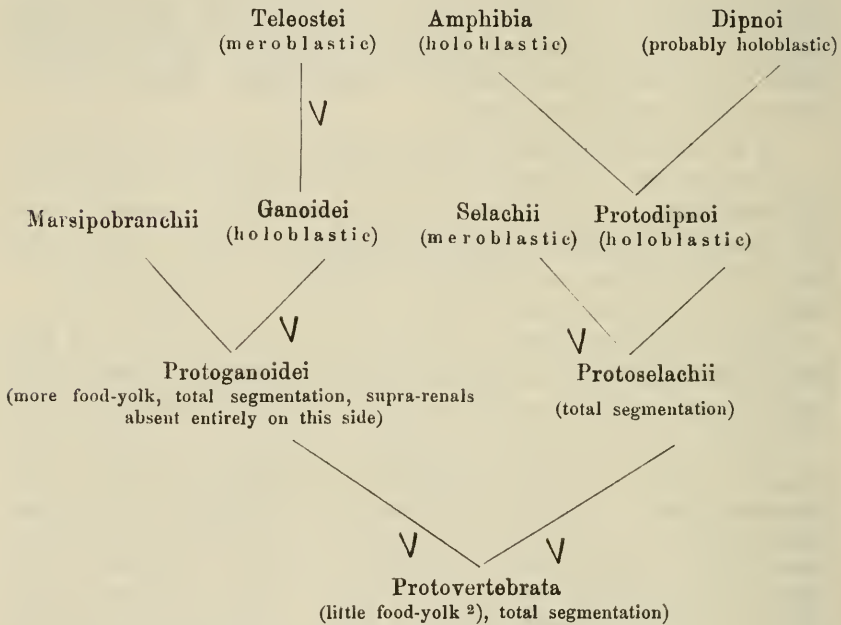 Teleostei Amphibia Dipnoi
(meroblastic) (holoblastic) (probably holoblastic)
V
Marsipobranchii Ganoidei Selachii Protodipnoi
(holoblastic) (meroblastic) (holoblastic)
V V
Protoganoidei Protoselachii
(more food-yolk, total segmentation, supra-renals
absent entirely on this side)
(total segmentation)
V V
Protovertebrata
(little food-yolk ²), total segmentation)